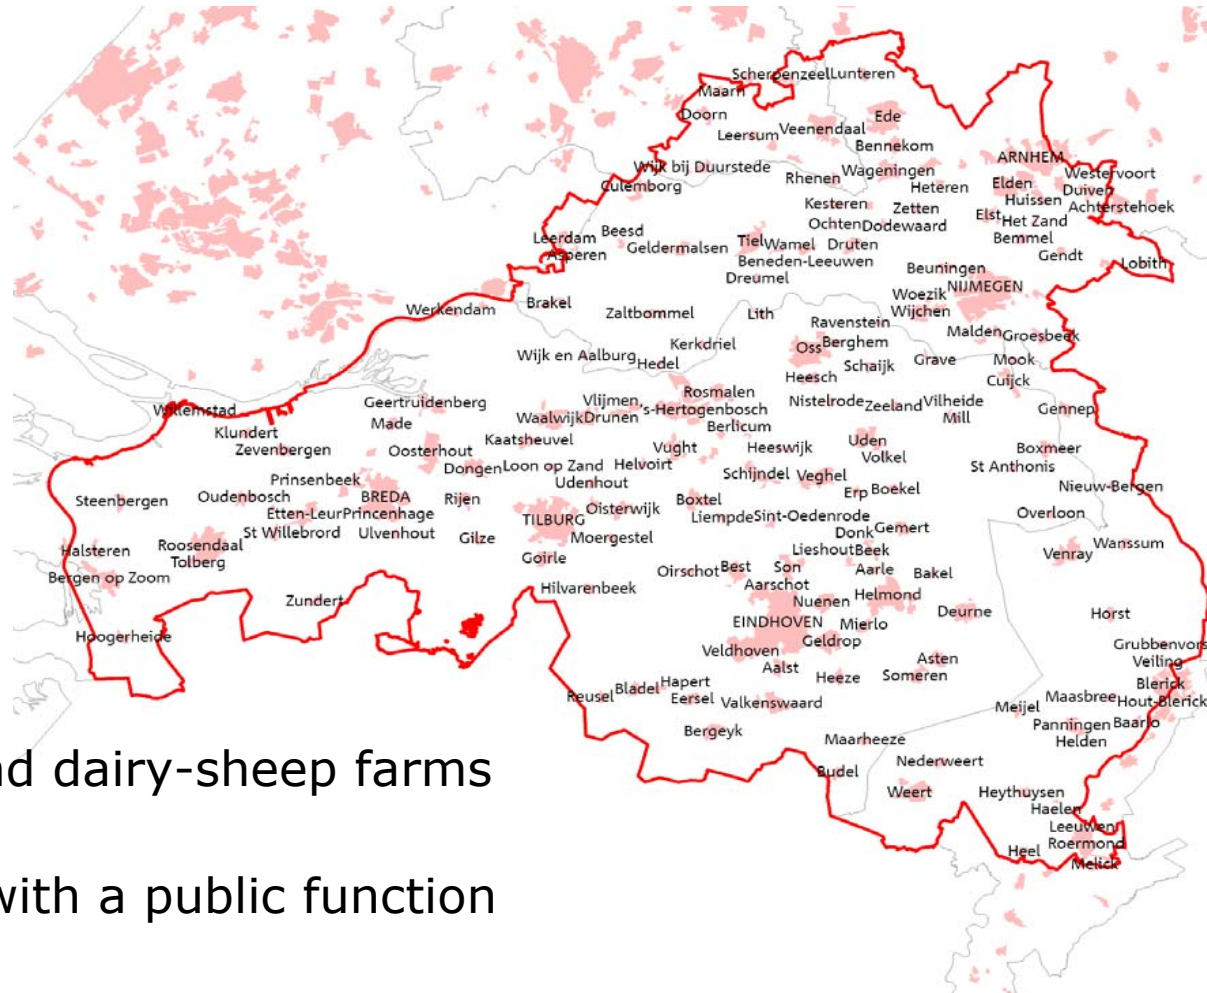 ScherpenzeelLunteren
Maarn
Doorn
Ede
Leersum Veenendaal
Bennekom
ARNHEM
Wijk bij Duurstede
Rhenen Wageningen
Westervoort
Culemborg
Heteren Elden Duiven
Kesteren Zetten Huissen Achterstehoek
Ochten Dodewaard Elst Het Zand
Leerdam Beesd
Asperen Geldermalsen Tiel Wamel Druten Bemmel
Beneden-Leeuwen Gendt Lobith
Dreumel Beuningen
NIJMEGEN
Woezik
Werkendam Brakel Zaltbommel Lith Wijchen
Ravenstein
Malden Groesbeek
Kerkdriel Oss Berghem
Wijk en Aalburg Hedel Schaijk Grave Mook
Heesch Cuijck
Rosmalen
Willemstad Geertruidenberg Vlijmen, 's-Hertogenbosch Nistelrode Zeeland Vilheide Gennep
Made Waalwijk Drunen Mill
Klundert Berlicum
Zevenbergen Oosterhout Kaatsheuvel Vught Heeswijk Uden Boxmeer
Volkel
Dongen Loon op Zand Helvoirt St Anthonis
Prinsenbeek Udenhout Schijndel Veghel
Steenbergen Oudenbosch BREDA Rijen Boxtel Erp Boekel Nieuw-Bergen
Etten-Leur Princenhage TILBURG Oisterwijk Liempde Sint-Oedenrode Overloon
St Willebrord Ulvenhout Gilze Moergestel Donk Gemert
Halsteren Roosendaal Goirle Lieshout Beek Venray Wanssum
Tolberg
Bergen op Zoom Hilvarenbeek Oirschot Best Son Aarle Bakel
Aarschot
Zundert Nuenen Helmond
Deurne Horst
Hoogerheide EINDHOVEN Mierlo
Geldrop Grubbenvors
Veldhoven Asten Veiling
Aalst
Reusel Bladel Hapert Heeze Someren Blerick
Eersel Valkenswaard Meijel Maasbree Hout-Blerick
Bergeyk Panningen Baarlo
Maarheeze Helden
nd dairy-sheep farms
Budel Nederweert
Weert Heythuysen
Haelen
Leeuwen
Heel Roermond
Melick
with a public function